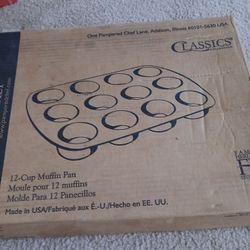 One Pampered Chef Lane, Addison, Illinois 60101-5630 USA
CLASSICS
12-Cup Muffin Pan
Moule pour 12 muffins
Molde Para 12 Panecillos
Made in USA/Fabriqué aux É.-U./Hecho en EE. UU.